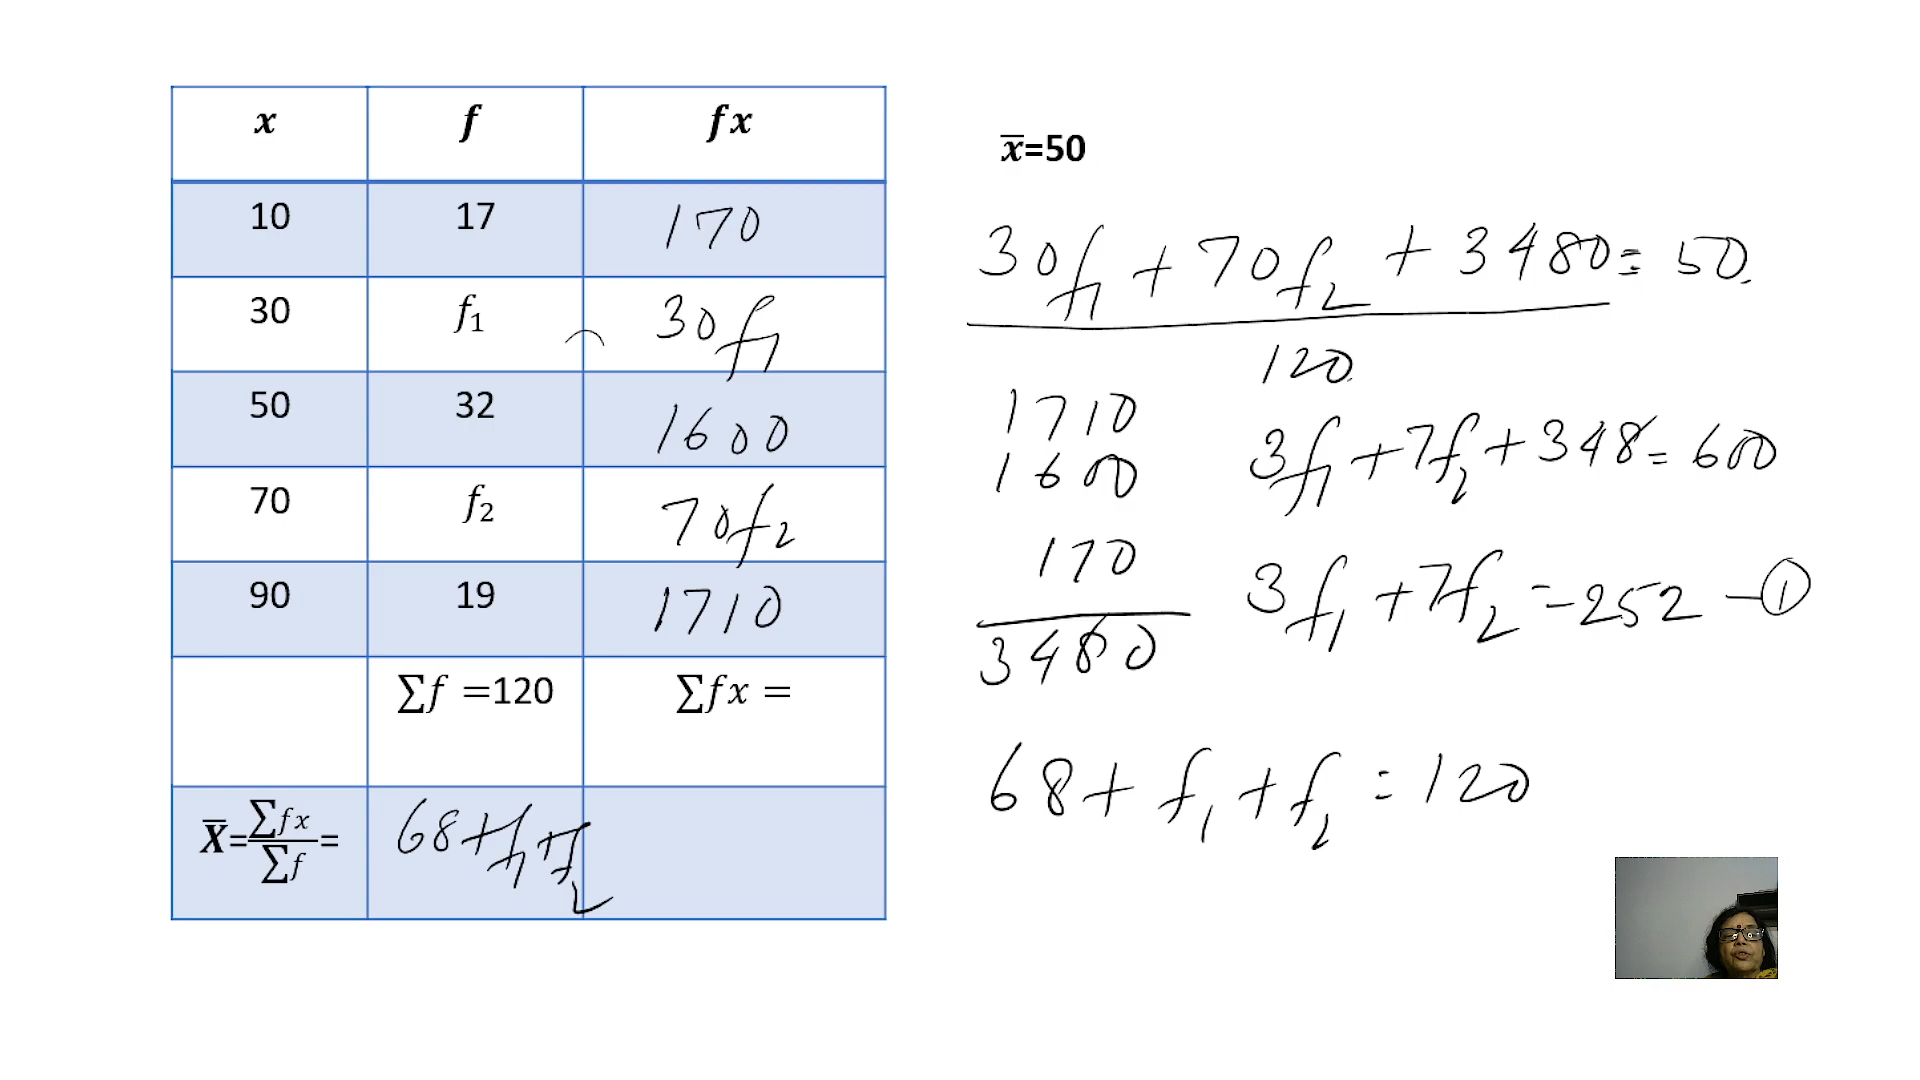 x f fx
10 17 170
30 f₁ 30f₁
50 32 1600
70 f₂ 70f₂
90 19 1710
∑f =120 ∑fx =
X̅=∑fx/∑f= 68+f₁+f₂
x̅=50
30f₁+70f₂+3480 = 50.
120.
1710
1600
170
3480
3f₁+7f₂+348=600
3f₁+7f₂=252 -①
68+f₁+f₂=120